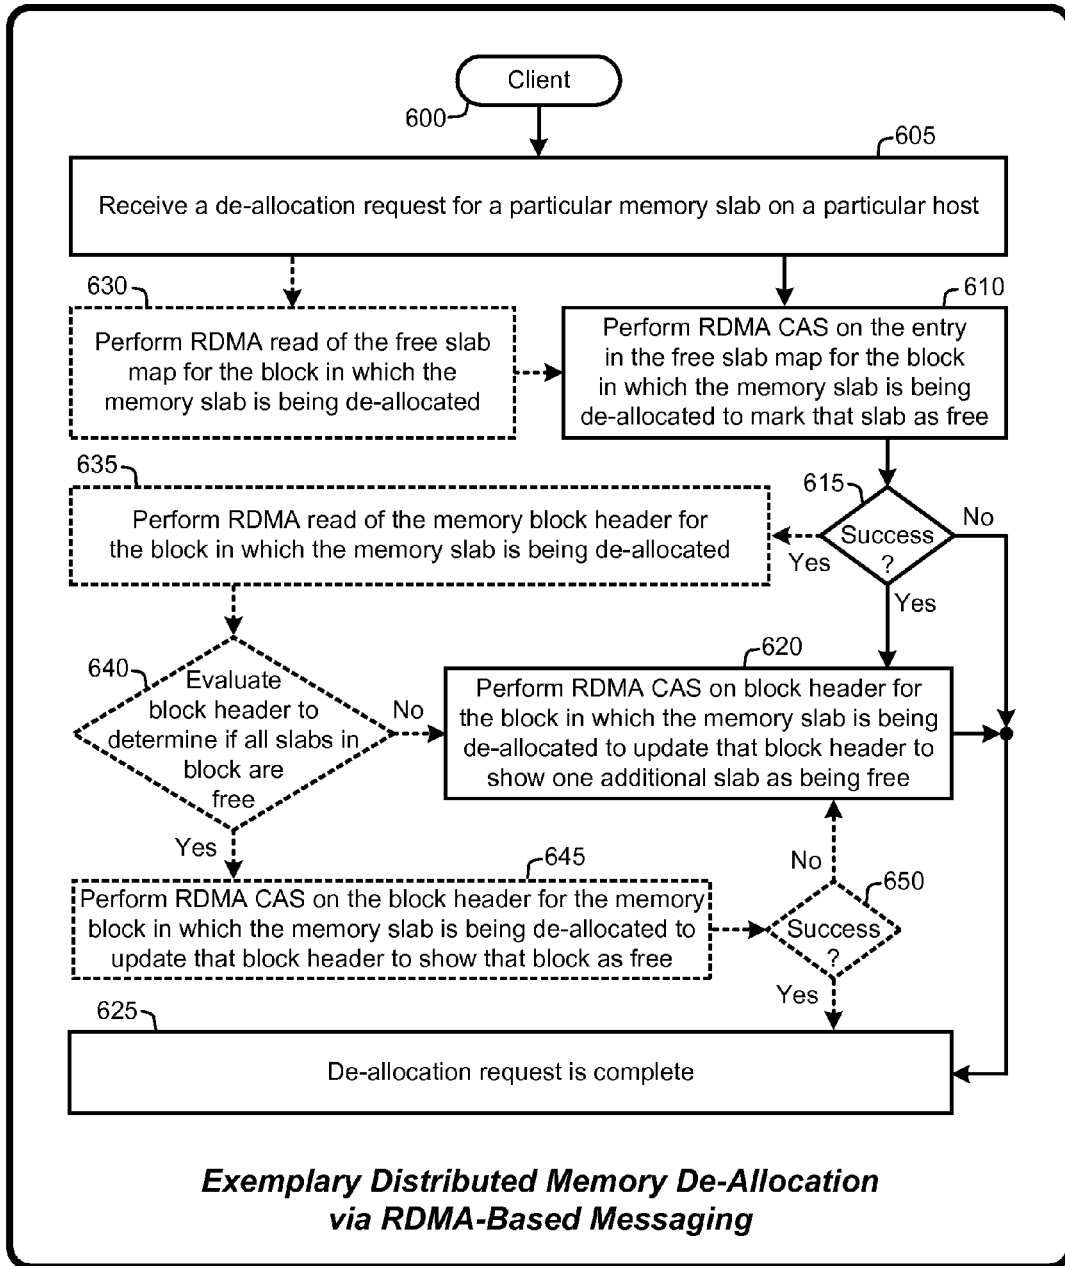 Client
600
605
Receive a de-allocation request for a particular memory slab on a particular host
630
610
Perform RDMA read of the free slab
map for the block in which the
memory slab is being de-allocated
Perform RDMA CAS on the entry
in the free slab map for the block
in which the memory slab is being
de-allocated to mark that slab as free
635
615
Perform RDMA read of the memory block header for
the block in which the memory slab is being de-allocated
Success
?
No
Yes
Yes
640
620
Evaluate
block header to
determine if all slabs in
block are
free
No
Perform RDMA CAS on block header for
the block in which the memory slab is being
de-allocated to update that block header to
show one additional slab as being free
Yes
645
No
650
Perform RDMA CAS on the block header for the memory
block in which the memory slab is being de-allocated to
update that block header to show that block as free
Success
?
Yes
625
De-allocation request is complete
Exemplary Distributed Memory De-Allocation
via RDMA-Based Messaging